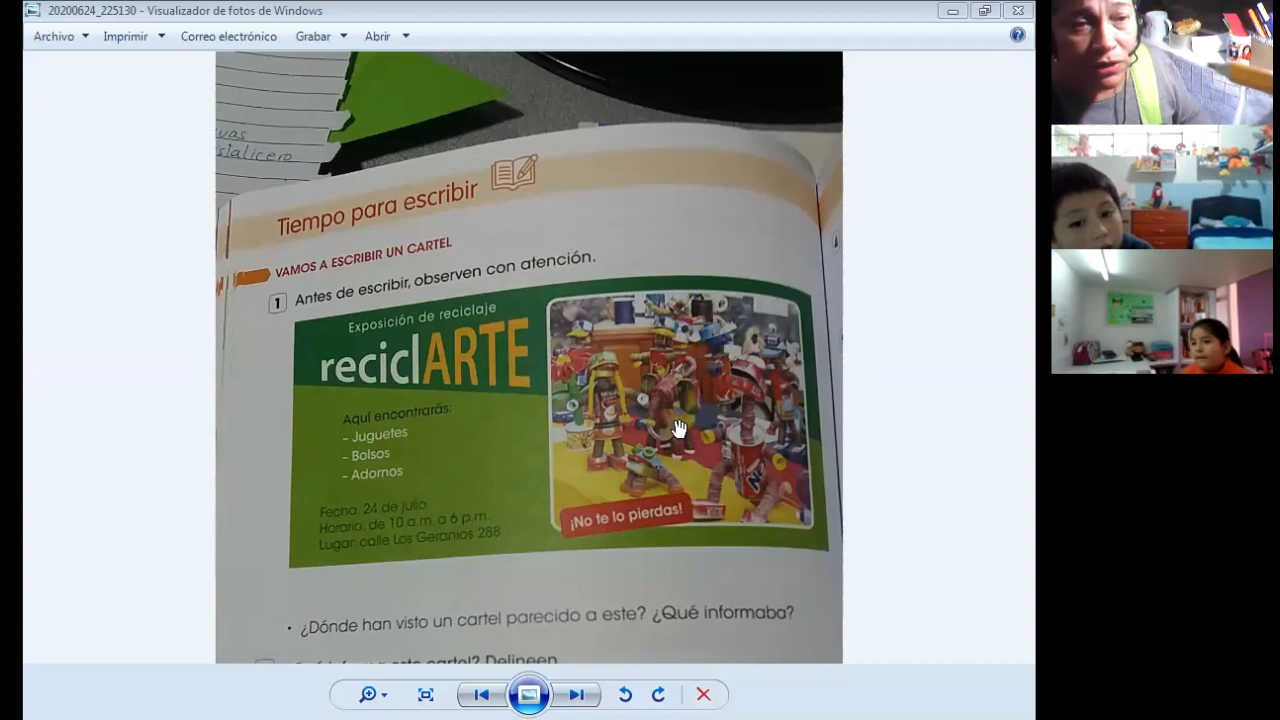 20200624_225130 - Visualizador de fotos de Windows
Archivo Imprimir Correo electrónico Grabar Abrir
Tiempo para escribir
VAMOS A ESCRIBIR UN CARTEL
1 Antes de escribir, observen con atención.
Exposición de reciclaje
reciclARTE
Aquí encontrarás:
- Juguetes
- Bolsos
- Adornos
Fecha: 24 de julio
Horario: de 10 a.m. a 6 p.m.
Lugar: calle Los Geranios 288
¡No te lo pierdas!
• ¿Dónde han visto un cartel parecido a este? ¿Qué informaba?
este cartel? Delineen